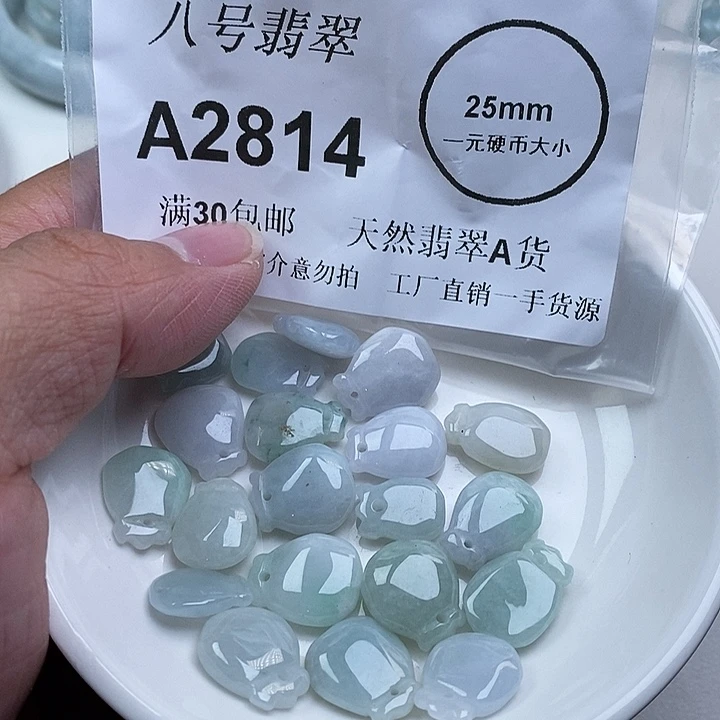 八号翡翠
25mm
一元硬币大小
A2814
满30包邮 天然翡翠A货
介意勿拍 工厂直销一手货源